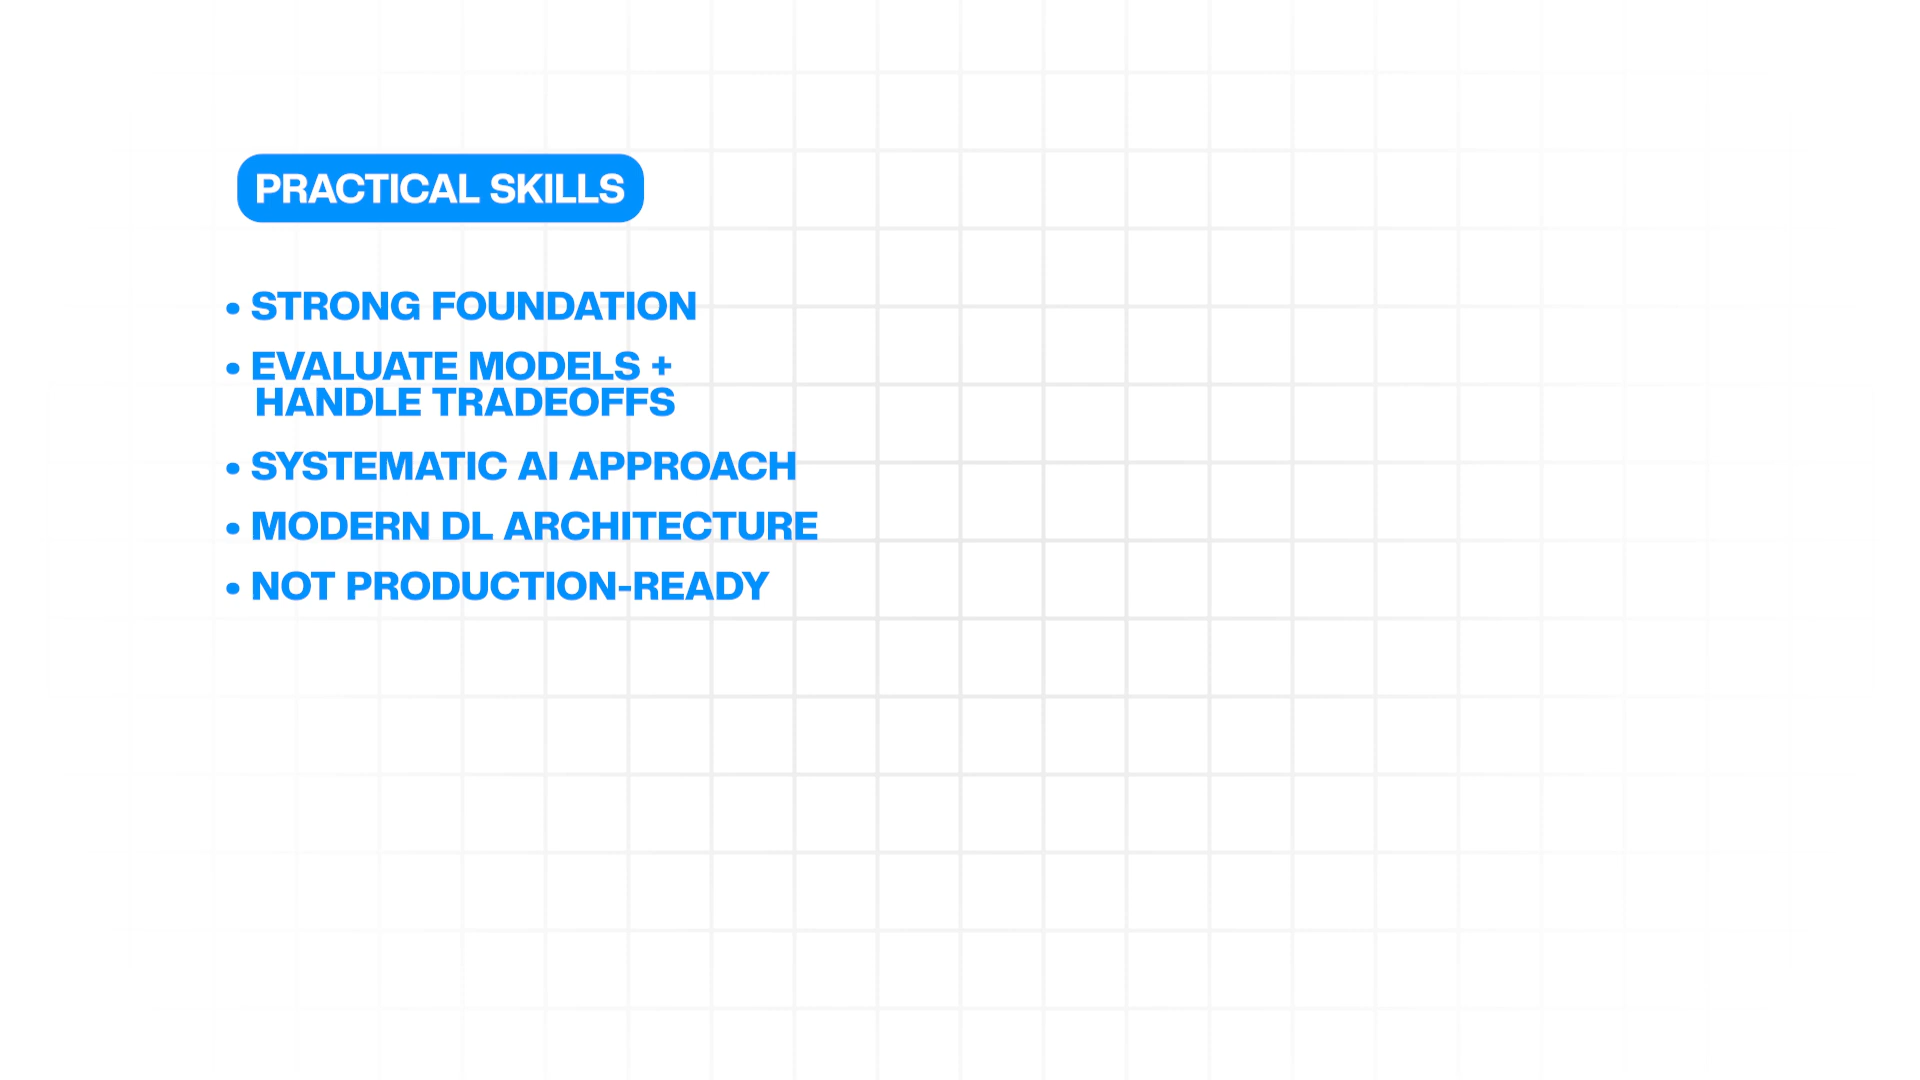 PRACTICAL SKILLS
• STRONG FOUNDATION
• EVALUATE MODELS +
HANDLE TRADEOFFS
• SYSTEMATIC AI APPROACH
• MODERN DL ARCHITECTURE
• NOT PRODUCTION-READY